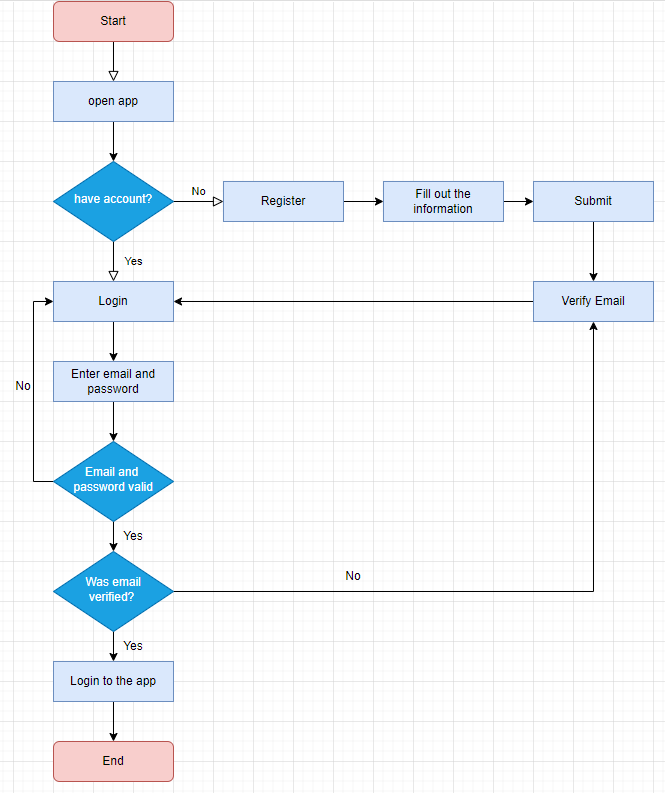 Start
open app
have account?
No
Register
Fill out the
information
Submit
Yes
Login
Verify Email
Enter email and
password
No
Email and
password valid
Yes
Was email
verified?
No
Yes
Login to the app
End